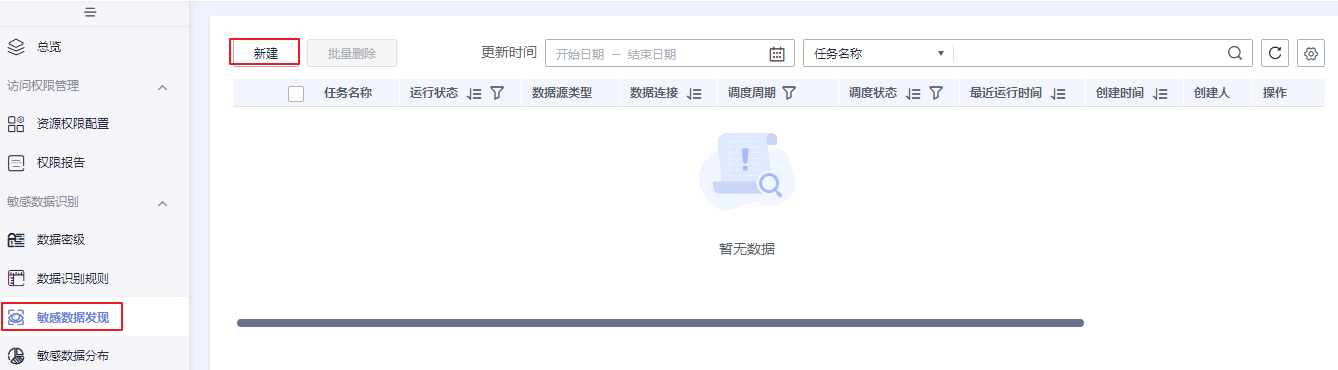 总览
访问权限管理
资源权限配置
权限报告
敏感数据识别
数据密级
数据识别规则
敏感数据发现
敏感数据分布
新建 批量删除 更新时间 开始日期 – 结束日期 任务名称
任务名称 运行状态 数据源类型 数据连接 调度周期 调度状态 最近运行时间 创建时间 创建人 操作
暂无数据